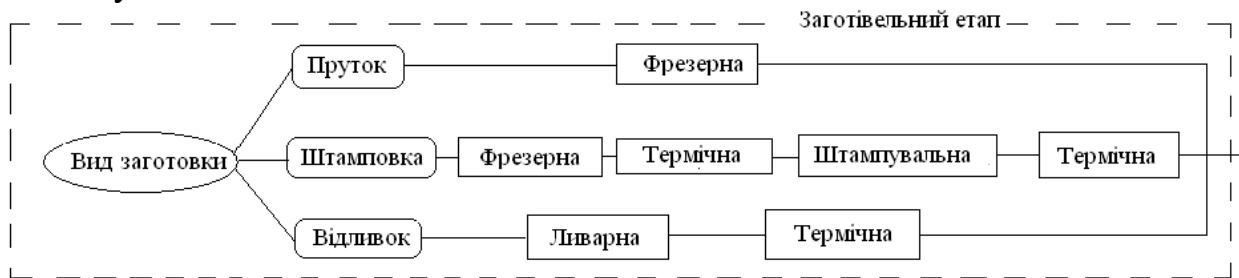 Заготівельний етап
Пруток Фрезерна
Вид заготовки Штамповка Фрезерна Термічна Штампувальна Термічна
Відливок Ливарна Термічна